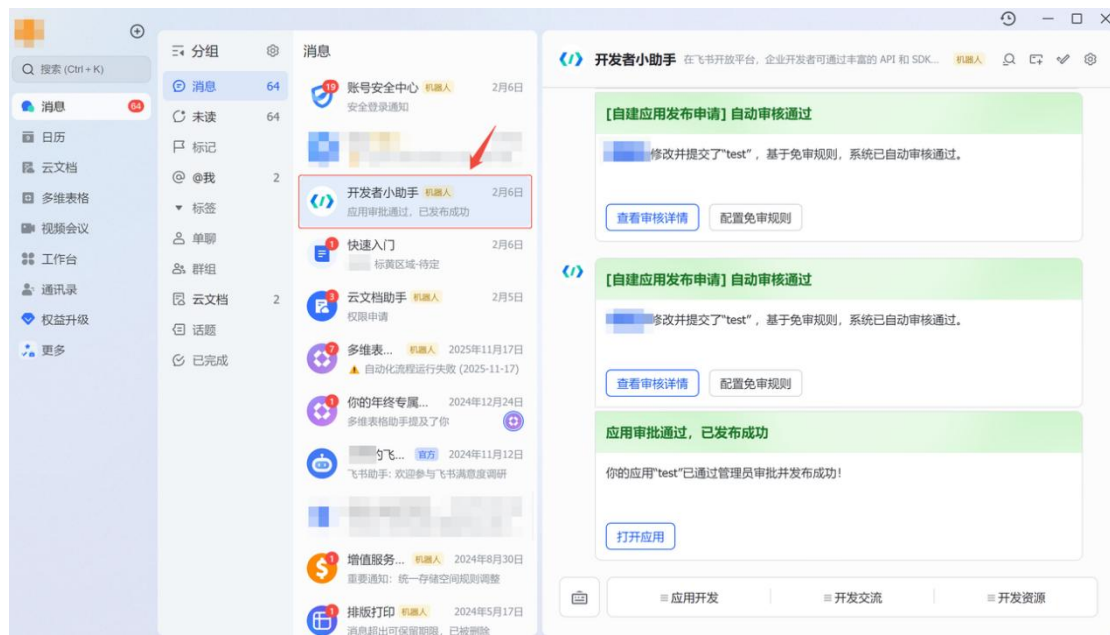 搜索 (Ctrl + K)
消息 64
日历
云文档
多维表格
视频会议
工作台
通讯录
权益升级
更多
分组
消息 64
未读 64
标记
@我 2
标签
单聊
群组
云文档 2
话题
已完成
消息
19 账号安全中心 机器人 2月6日
安全登录通知
开发者小助手 机器人 2月6日
应用审批通过，已发布成功
1 快速入门 2月6日
标黄区域-待定
3 云文档助手 机器人 2月5日
权限申请
7 多维表... 机器人 2025年11月17日
自动化流程运行失败 (2025-11-17)
1 你的年终专属... 2024年12月24日
多维表格助手提及了你
的飞... 官方 2024年11月12日
飞书助手: 欢迎参与飞书满意度调研
1 增值服务... 机器人 2024年8月30日
重要通知：统一存储空间规则调整
1 排版打印 机器人 2024年5月17日
消息超出可保留期限，已被删除
开发者小助手 在飞书开放平台，企业开发者可通过丰富的 API 和 SDK... 机器人
[自建应用发布申请] 自动审核通过
修改并提交了“test”，基于免审规则，系统已自动审核通过。
查看审核详情 配置免审规则
[自建应用发布申请] 自动审核通过
修改并提交了“test”，基于免审规则，系统已自动审核通过。
查看审核详情 配置免审规则
应用审批通过，已发布成功
你的应用“test”已通过管理员审批并发布成功!
打开应用
应用开发 开发交流 开发资源